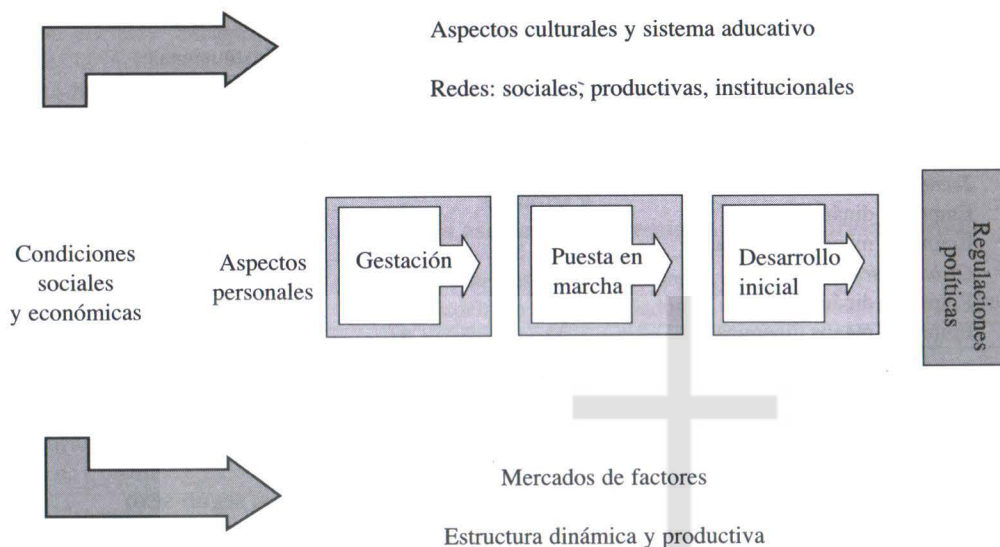 Aspectos culturales y sistema aducativo
Redes: sociales, productivas, institucionales
Condiciones
sociales
y económicas
Aspectos
personales
Gestación
Puesta en
marcha
Desarrollo
inicial
Regulaciones
políticas
Mercados de factores
Estructura dinámica y productiva